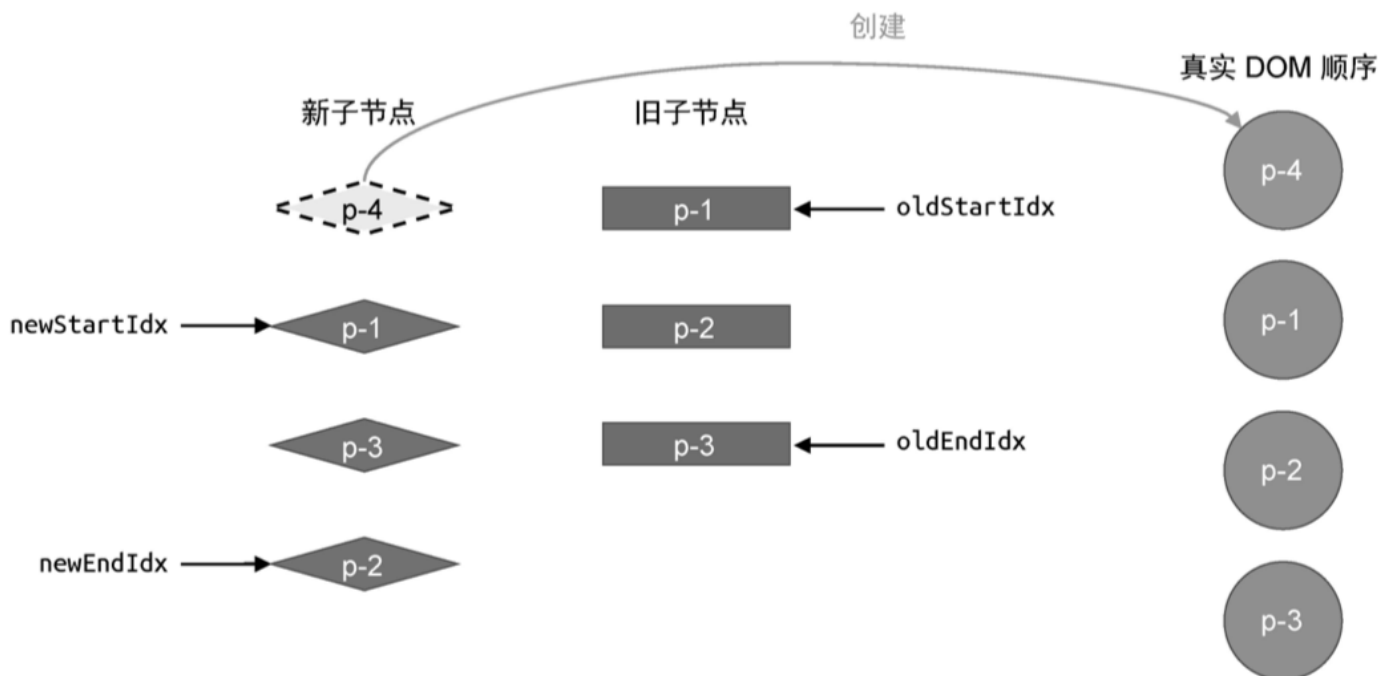 创建
真实 DOM 顺序
新子节点
旧子节点
p-4
p-4
p-1
oldStartIdx
newStartIdx
p-1
p-2
p-1
p-3
p-3
oldEndIdx
p-2
newEndIdx
p-2
p-3